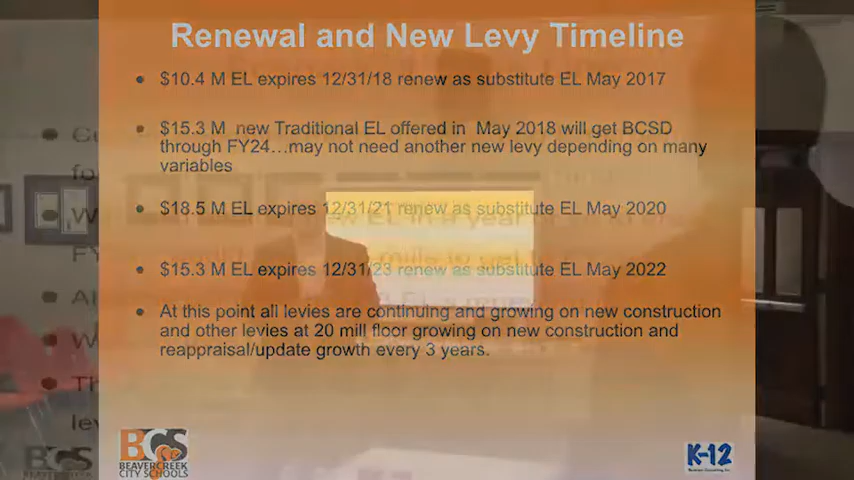 Renewal and New Levy Timeline
• $10.4 M EL expires 12/31/18 renew as substitute EL May 2017
• $15.3 M new Traditional EL offered in May 2018 will get BCSD
through FY24...may not need another new levy depending on many
variables
• $18.5 M EL expires 12/31/21 renew as substitute EL May 2020
• $15.3 M EL expires 12/31/23 renew as substitute EL May 2022
• At this point all levies are continuing and growing on new construction
and other levies at 20 mill floor growing on new construction and
reappraisal/update growth every 3 years.
BCS
BEAVERCREEK
CITY SCHOOLS
K-12